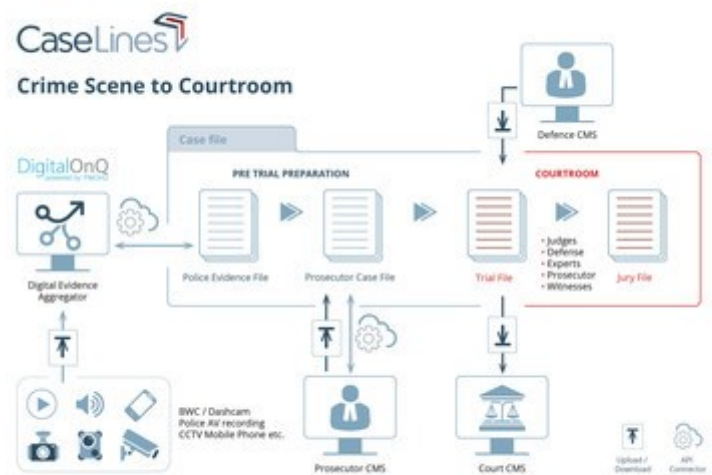 CaseLines
Crime Scene to Courtroom
Defence CMS
Case file
DigitalOnQ
PRE TRIAL PREPARATION
COURTROOM
• Judges
• Defense
• Experts
• Prosecutor
• Witnesses
Police Evidence File
Prosecutor Case File
Trial File
Jury File
Digital Evidence
Aggregator
BWC / Dashcam
Police AV recording
CCTV Mobile Phone etc.
Prosecutor CMS
Court CMS
Upload /
Download
API
Connector